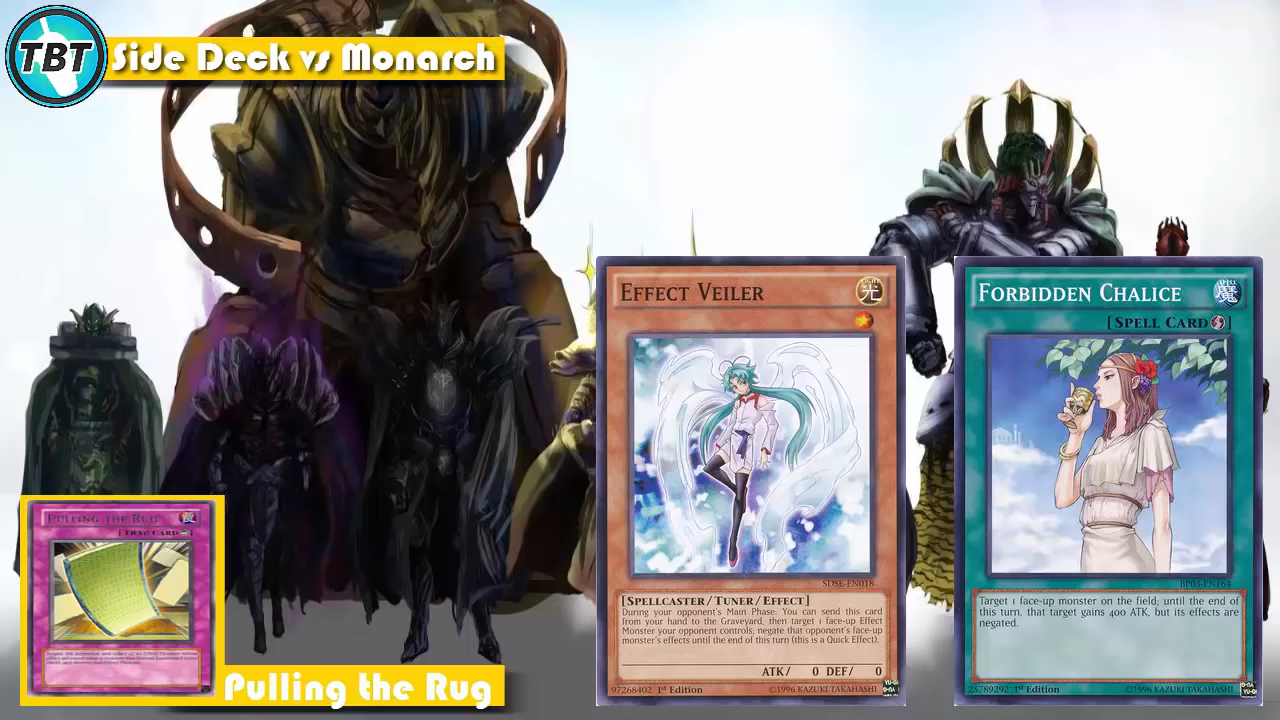 TBT
Side Deck vs Monarch
EFFECT VEILER
LIGHT
光
[SPELLCASTER/TUNER/EFFECT]
SDSE-EN018
During your opponent's Main Phase: You can send this card
from your hand to the Graveyard, then target 1 face-up Effect
Monster your opponent controls; negate that opponent's face-up
monster's effects until the end of this turn (this is a Quick Effect).
ATK/ 0 DEF/ 0
97268402 1st Edition ©1996 KAZUKI TAKAHASHI
FORBIDDEN CHALICE
SPELL
魔
[SPELL CARD]
BP03-EN164
Target 1 face-up monster on the field; until the end of
this turn, that target gains 400 ATK, but its effects are
negated.
25789292 1st Edition ©1996 KAZUKI TAKAHASHI
PULLING THE RUG
[TRAP CARD]
Pulling the Rug